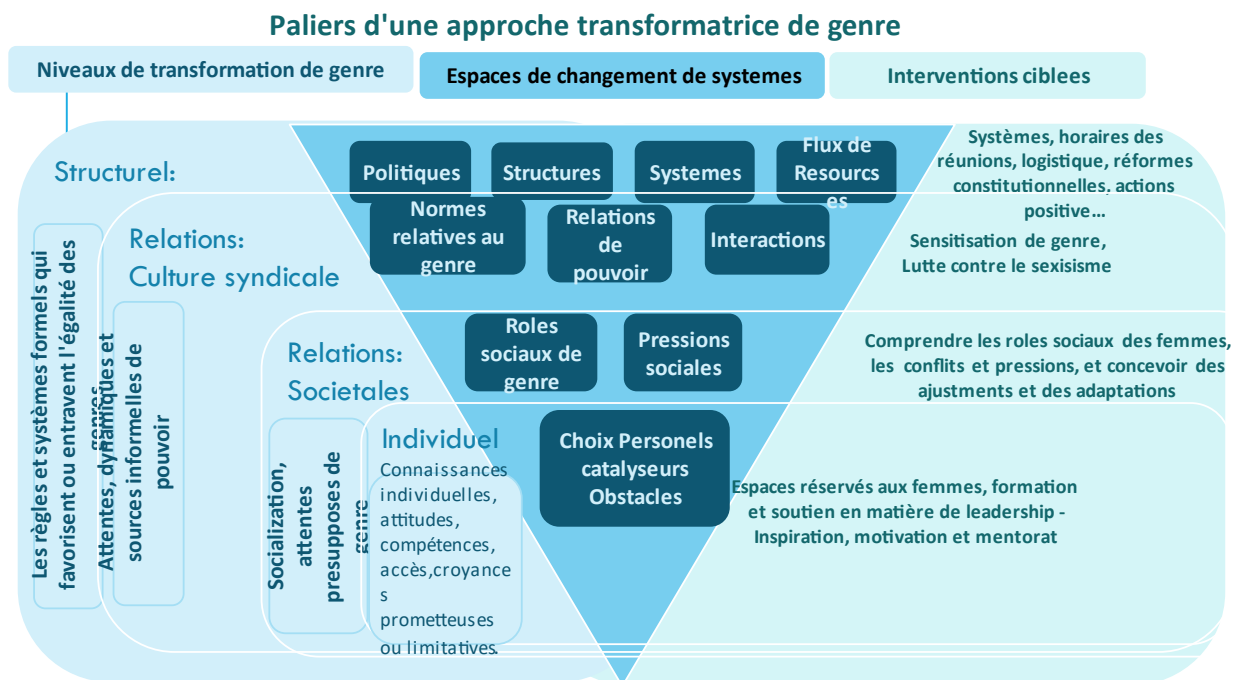 Paliers d'une approche transformatrice de genre
Niveaux de transformation de genre
Espaces de changement de systemes
Interventions ciblees
Structurel:
Les règles et systèmes formels qui
favorisent ou entravent l'égalité des
genres
Politiques
Structures
Systemes
Flux de
Resourcs
es
Systèmes, horaires des
réunions, logistique, réformes
constitutionnelles, actions
positive...
Relations:
Culture syndicale
Attentes, dynamiques et
sources informelles de
pouvoir
Normes
relatives au
genre
Relations
de
pouvoir
Interactions
Sensitisation de genre,
Lutte contre le sexisisme
Relations:
Societales
Socialization,
attentes
presupposes de
genre
Roles
sociaux de
genre
Pressions
sociales
Comprendre les roles sociaux des femmes,
les conflits et pressions, et concevoir des
ajustments et des adaptations
Individuel
Connaissances
individuelles,
attitudes,
compétences,
accès,croyance
s
prometteuses
ou limitatives.
Choix Personels
catalyseurs
Obstacles
Espaces réservés aux femmes, formation
et soutien en matière de leadership -
Inspiration, motivation et mentorat